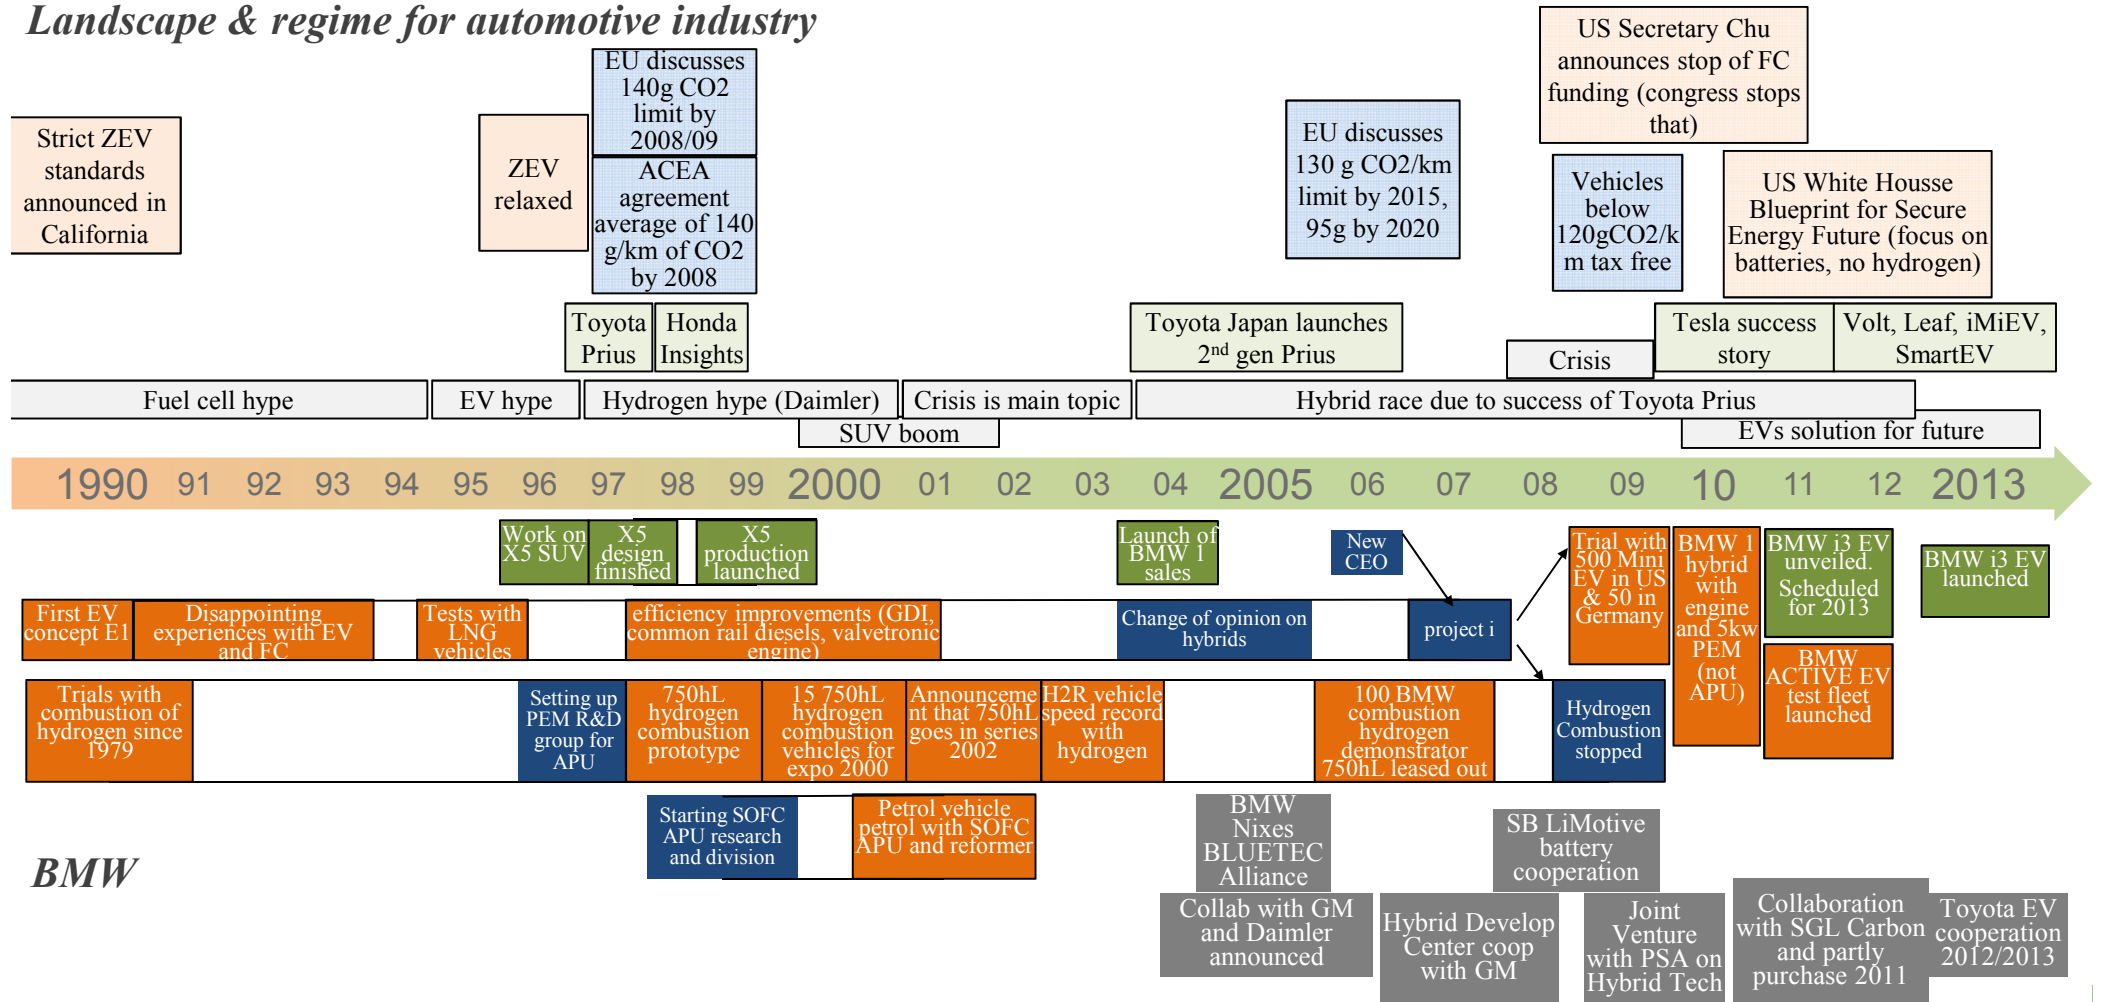 Landscape & regime for automotive industry
US Secretary Chu
announces stop of FC
funding (congress stops
that)
EU discusses
140g CO2
limit by
2008/09
Strict ZEV
standards
announced in
California
ZEV
relaxed
ACEA
agreement
average of 140
g/km of CO2
by 2008
EU discusses
130 g CO2/km
limit by 2015,
95g by 2020
Vehicles
below
120gCO2/k
m tax free
US White Housse
Blueprint for Secure
Energy Future (focus on
batteries, no hydrogen)
Toyota
Prius
Honda
Insights
Toyota Japan launches
2nd gen Prius
Crisis
Tesla success
story
Volt, Leaf, iMiEV,
SmartEV
Fuel cell hype
EV hype
Hydrogen hype (Daimler)
Crisis is main topic
Hybrid race due to success of Toyota Prius
SUV boom
EVs solution for future
1990 91 92 93 94 95 96 97 98 99 2000 01 02 03 04 2005 06 07 08 09 10 11 12 2013
Work on
X5 SUV
X5
design
finished
X5
production
launched
Launch of
BMW 1
sales
New
CEO
Trial with
500 Mini
EV in US
& 50 in
Germany
BMW 1
hybrid
with
engine
and 5kw
PEM
(not
APU)
BMW i3 EV
unveiled.
Scheduled
for 2013
BMW i3 EV
launched
First EV
concept E1
Disappointing
experiences with EV
and FC
Tests with
LNG
vehicles
efficiency improvements (GDI,
common rail diesels, valvetronic
engine)
Change of opinion on
hybrids
project i
BMW
ACTIVE EV
test fleet
launched
Trials with
combustion of
hydrogen since
1979
Setting up
PEM R&D
group for
APU
750hL
hydrogen
combustion
prototype
15 750hL
hydrogen
combustion
vehicles for
expo 2000
Announceme
nt that 750hL
goes in series
2002
H2R vehicle
speed record
with
hydrogen
100 BMW
combustion
hydrogen
demonstrator
750hL leased out
Hydrogen
Combustion
stopped
Starting SOFC
APU research
and division
Petrol vehicle
petrol with SOFC
APU and reformer
BMW
Nixes
BLUETEC
Alliance
SB LiMotive
battery
cooperation
BMW
Collab with GM
and Daimler
announced
Hybrid Develop
Center coop
with GM
Joint
Venture
with PSA on
Hybrid Tech
Collaboration
with SGL Carbon
and partly
purchase 2011
Toyota EV
cooperation
2012/2013